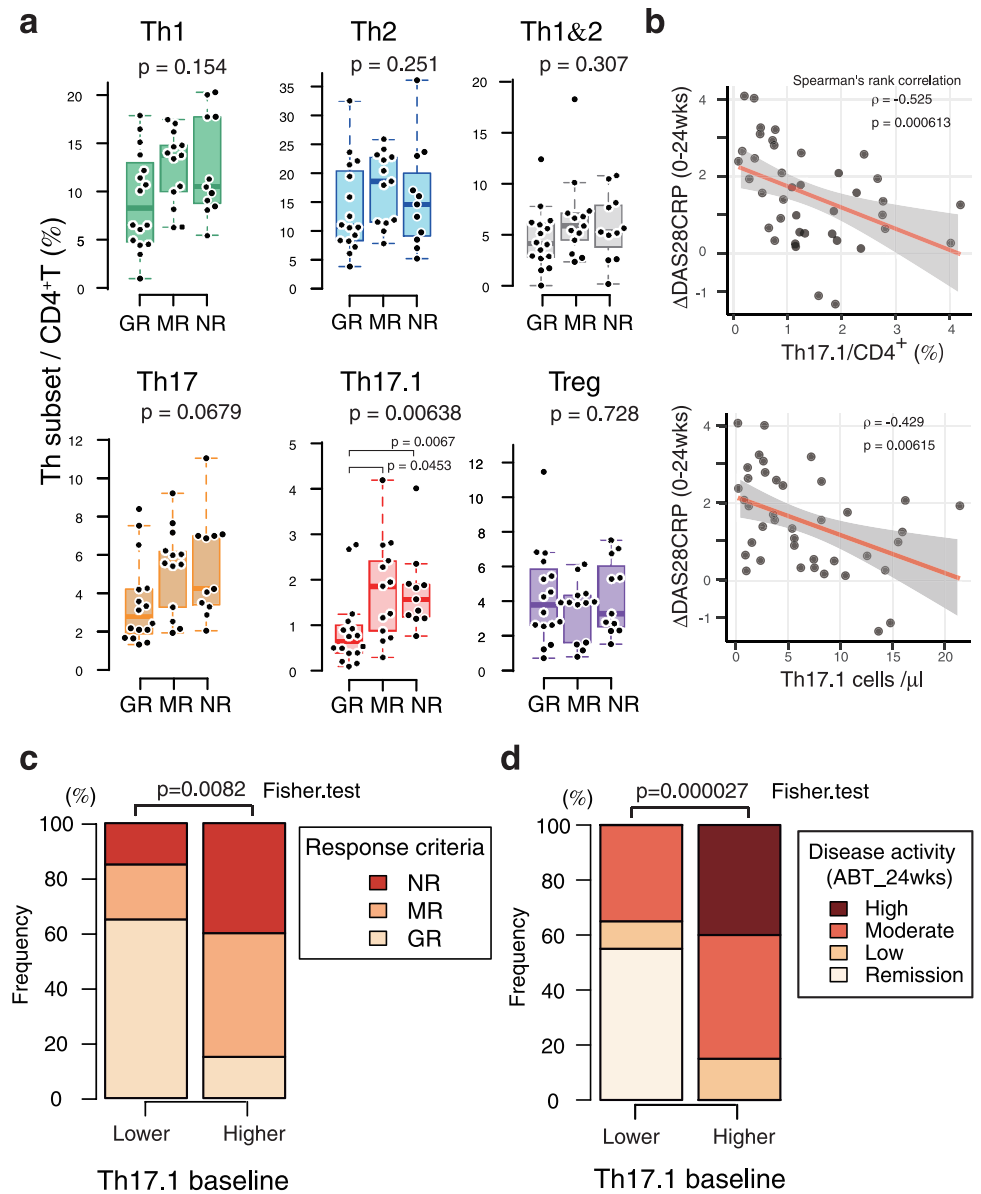 a
Th subset / CD4+T (%)
Th1
p = 0.154
20
15
10
5
0
GR MR NR
Th2
p = 0.251
35
30
25
20
15
10
5
0
GR MR NR
Th1&2
p = 0.307
20
15
10
5
0
GR MR NR
Th17
p = 0.0679
12
10
8
6
4
2
0
GR MR NR
Th17.1
p = 0.00638
p = 0.0067
p = 0.0453
5
4
3
2
1
0
GR MR NR
Treg
p = 0.728
12
10
8
6
4
2
0
GR MR NR
b
Spearman's rank correlation
ρ = -0.525
p = 0.000613
ΔDAS28CRP (0-24wks)
4
2
0
-1
0 1 2 3 4
Th17.1/CD4+ (%)
ρ = -0.429
p = 0.00615
ΔDAS28CRP (0-24wks)
4
2
0
-1
0 5 10 15 20
Th17.1 cells /μl
c
p=0.0082 Fisher.test
(%)
100
80
60
40
20
0
Frequency
Lower Higher
Th17.1 baseline
Response criteria
NR
MR
GR
d
p=0.000027 Fisher.test
(%)
100
80
60
40
20
0
Frequency
Lower Higher
Th17.1 baseline
Disease activity
(ABT_24wks)
High
Moderate
Low
Remission